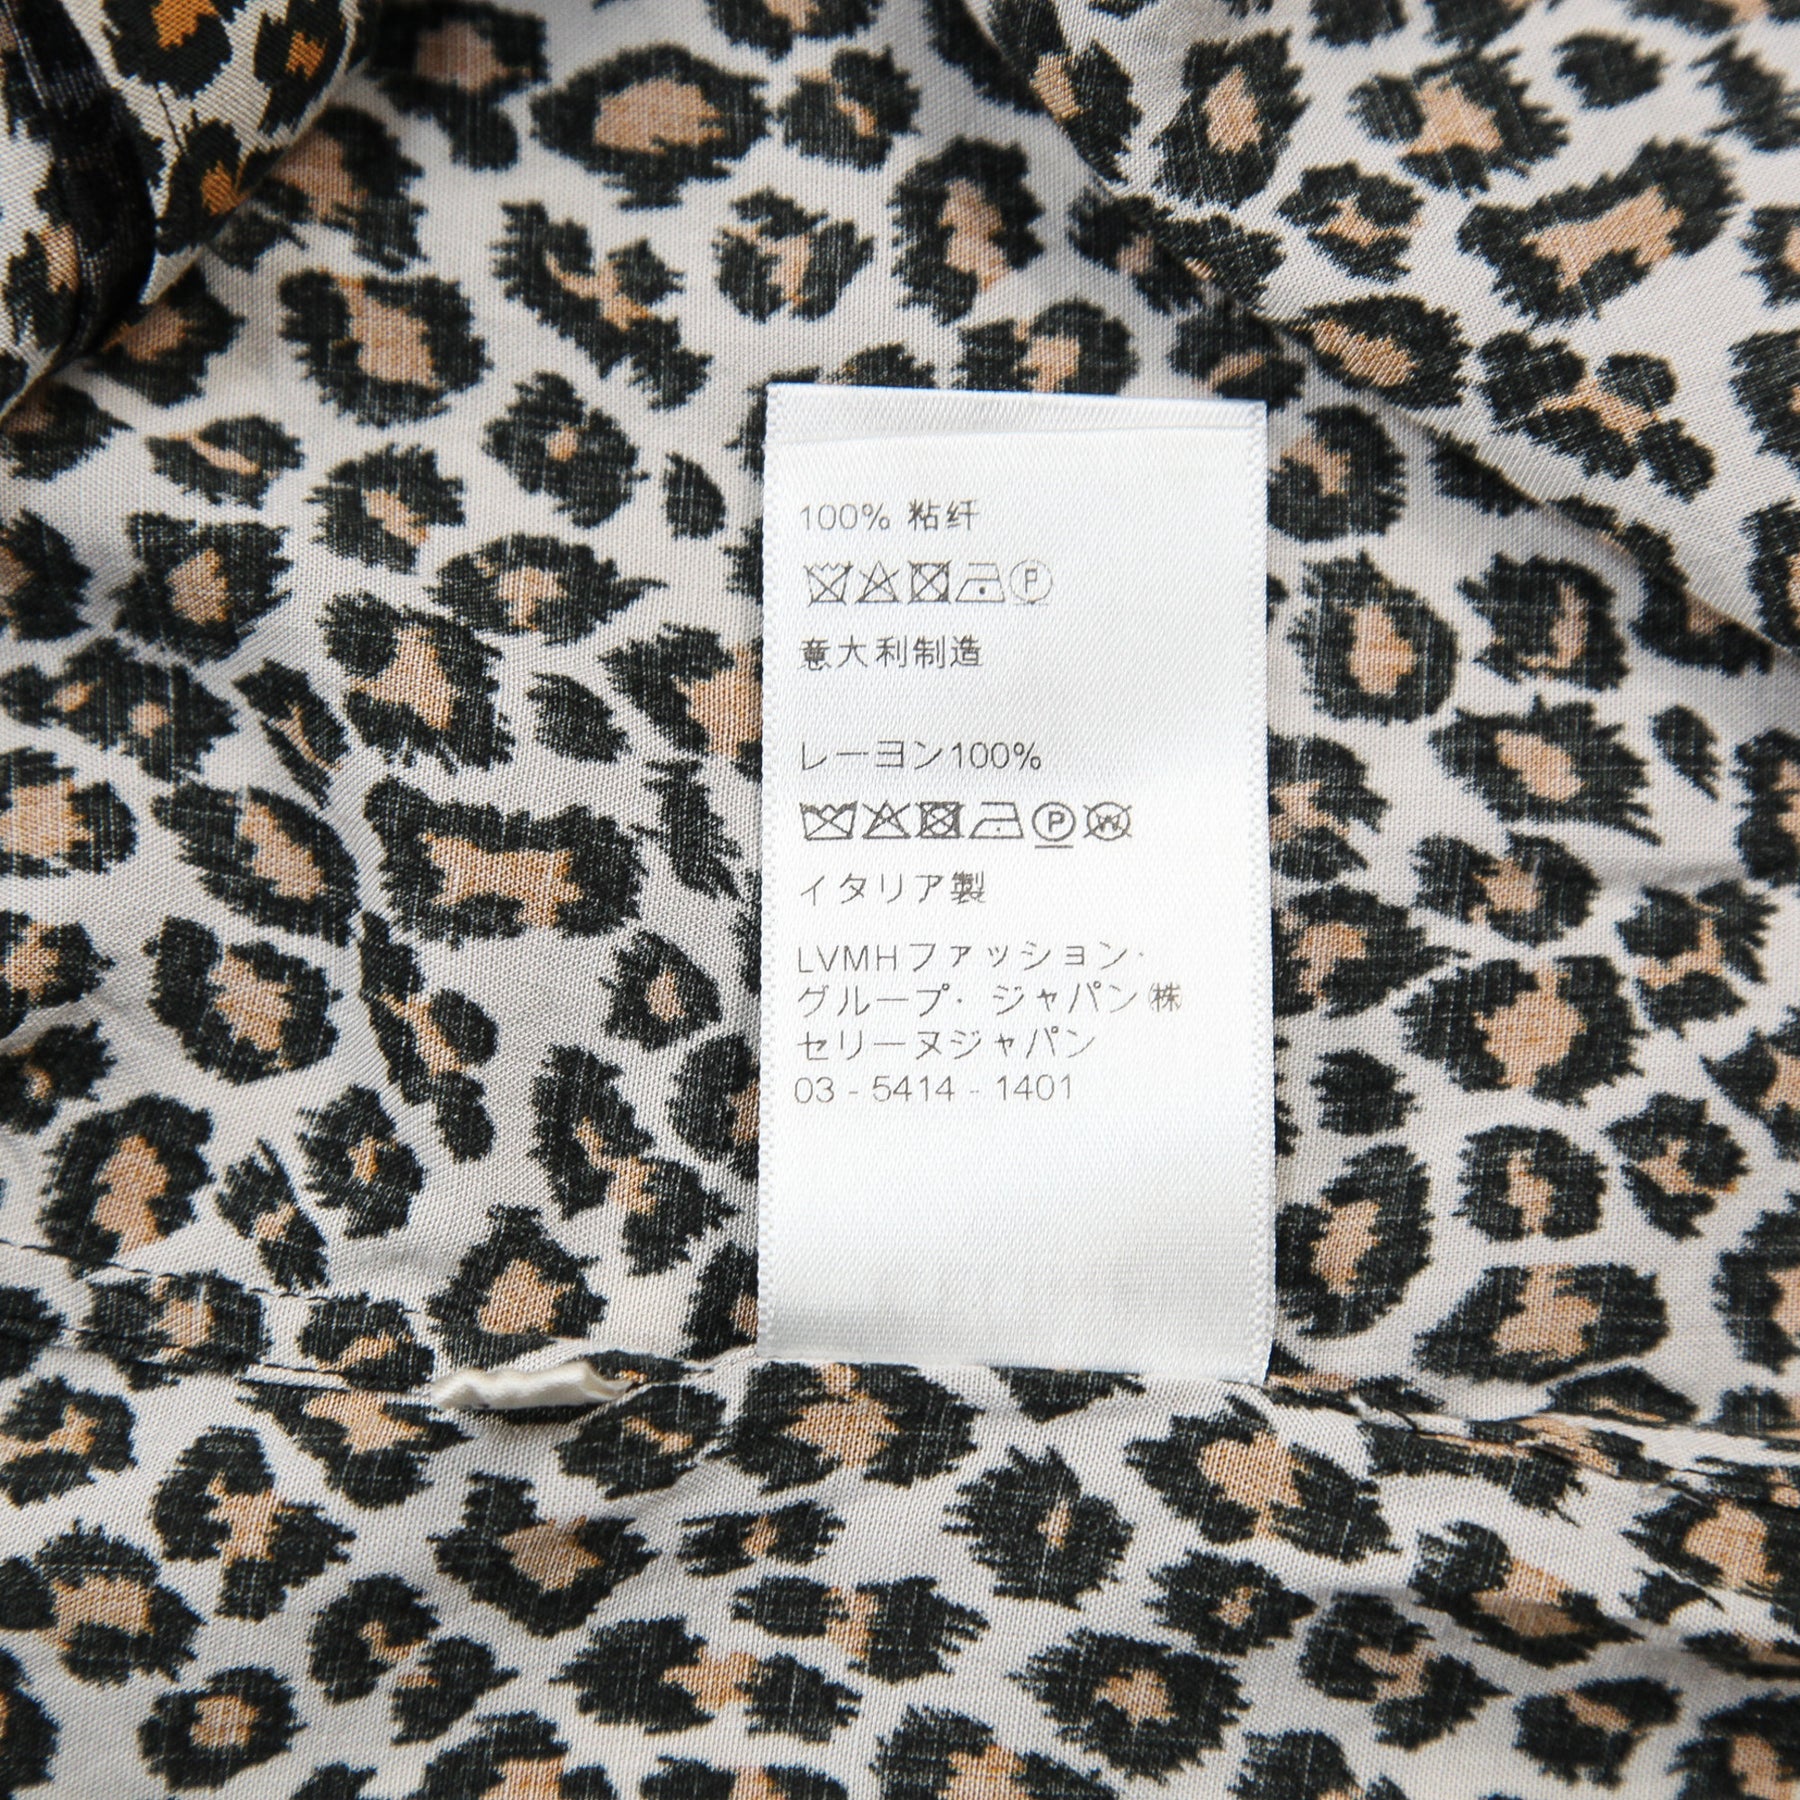 100% 粘纤
P
意大利制造
レーヨン100%
P W
イタリア製
LVMHファッション・
グループ・ジャパン㈱
セリーヌジャパン
03 - 5414 - 1401